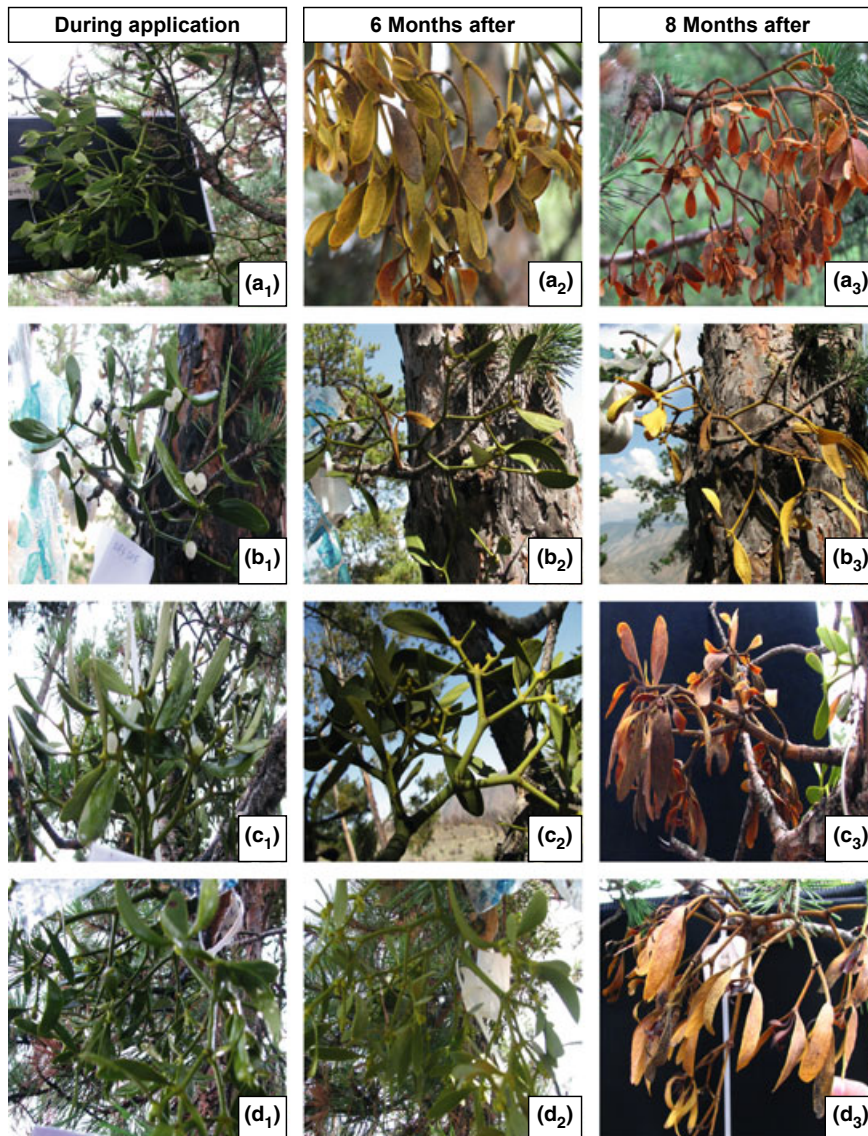 During application 6 Months after 8 Months after
(a₁) (a₂) (a₃)
(b₁) (b₂) (b₃)
(c₁) (c₂) (c₃)
(d₁) (d₂) (d₃)